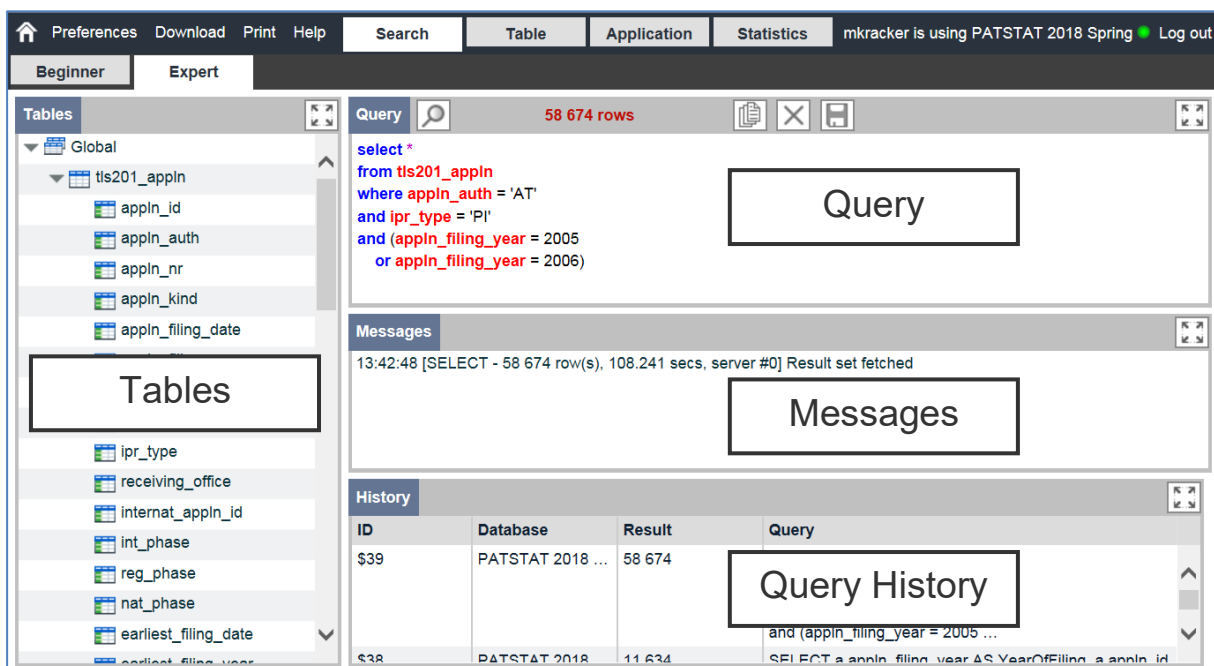 Preferences Download Print Help Search Table Application Statistics mkracker is using PATSTAT 2018 Spring Log out
Beginner Expert
Tables
Global
tls201_appln
appln_id
appln_auth
appln_nr
appln_kind
appln_filing_date
Tables
ipr_type
receiving_office
internat_appln_id
int_phase
reg_phase
nat_phase
earliest_filing_date
earliest_filing_year
Query 58 674 rows
select *
from tls201_appln
where appln_auth = 'AT'
and ipr_type = 'PI'
and (appln_filing_year = 2005
or appln_filing_year = 2006)
Query
Messages
13:42:48 [SELECT - 58 674 row(s), 108.241 secs, server #0] Result set fetched
Messages
History
ID Database Result Query
$39 PATSTAT 2018 ... 58 674
Query History
and (appln_filing_year = 2005 ...
$38 PATSTAT 2018 11 634 SELECT a.appln_filing_year AS YearOfFiling, a.appln_id